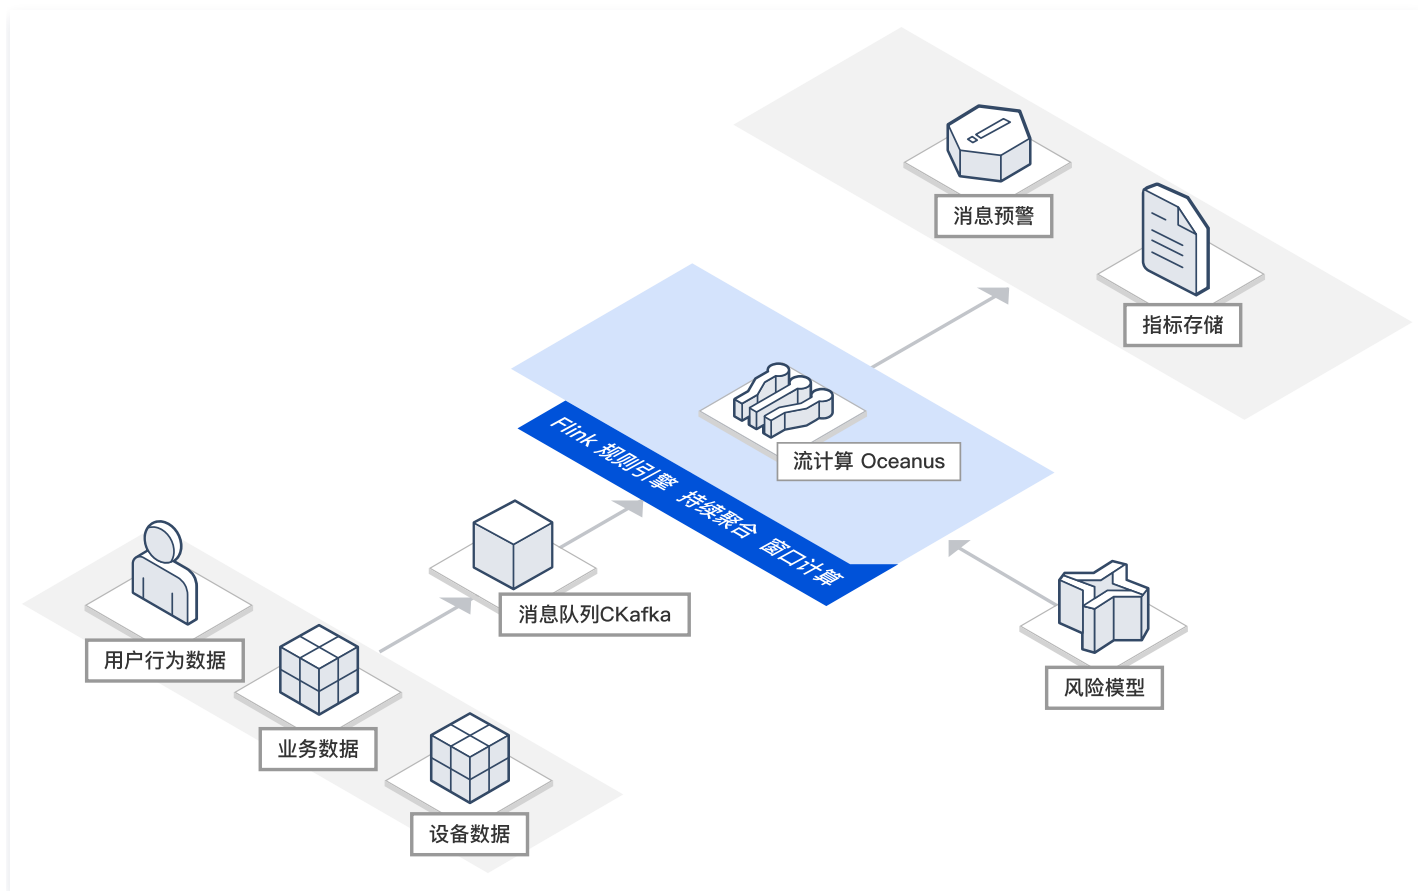 消息预警
指标存储
流计算 Oceanus
Flink 规则引擎 持续聚合 窗口计算
消息队列CKafka
用户行为数据
业务数据
设备数据
风险模型